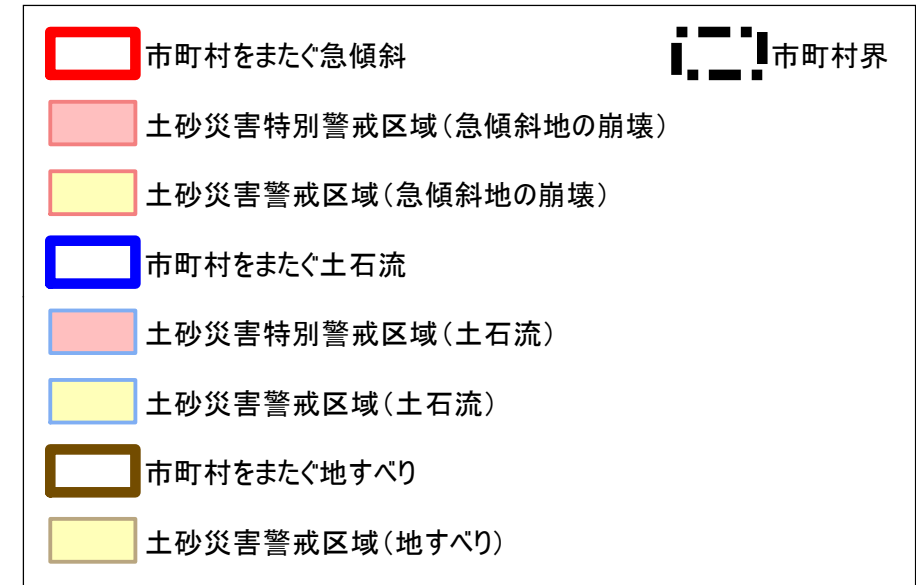 市町村をまたぐ急傾斜
市町村界
土砂災害特別警戒区域（急傾斜地の崩壊）
土砂災害警戒区域（急傾斜地の崩壊）
市町村をまたぐ土石流
土砂災害特別警戒区域（土石流）
土砂災害警戒区域（土石流）
市町村をまたぐ地すべり
土砂災害警戒区域（地すべり）